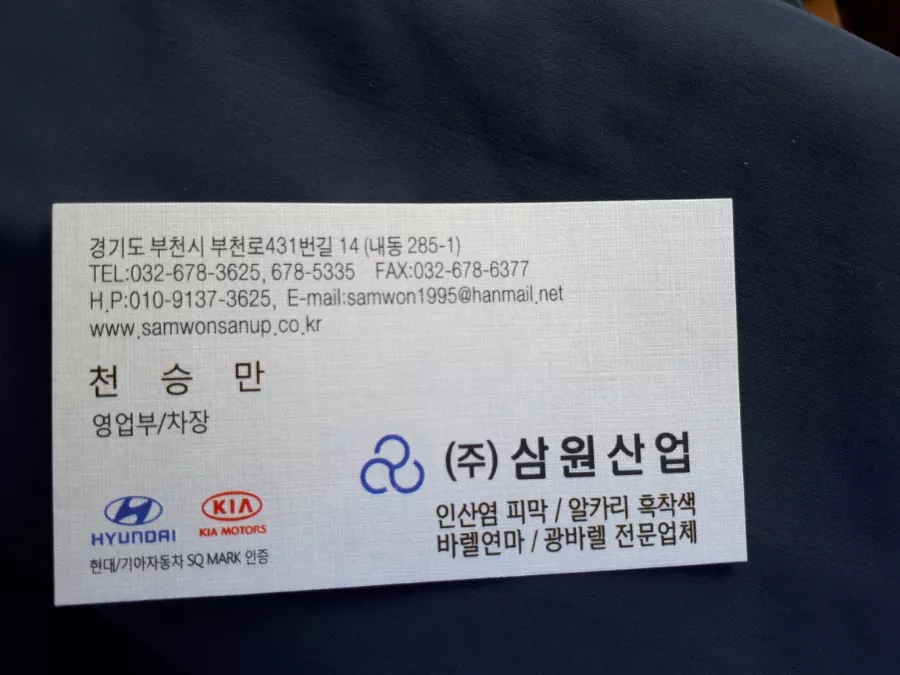 경기도 부천시 부천로431번길 14 (내동 285-1)
TEL:032-678-3625, 678-5335 FAX:032-678-6377
H.P:010-9137-3625, E-mail:samwon1995@hanmail.net
www.samwonsanup.co.kr
천 승 만
영업부/차장
(주) 삼원산업
인산염 피막 / 알카리 흑착색
바렐연마 / 광바렐 전문업체
HYUNDAI
KIA
KIA MOTORS
현대/기아자동차 SQ MARK 인증